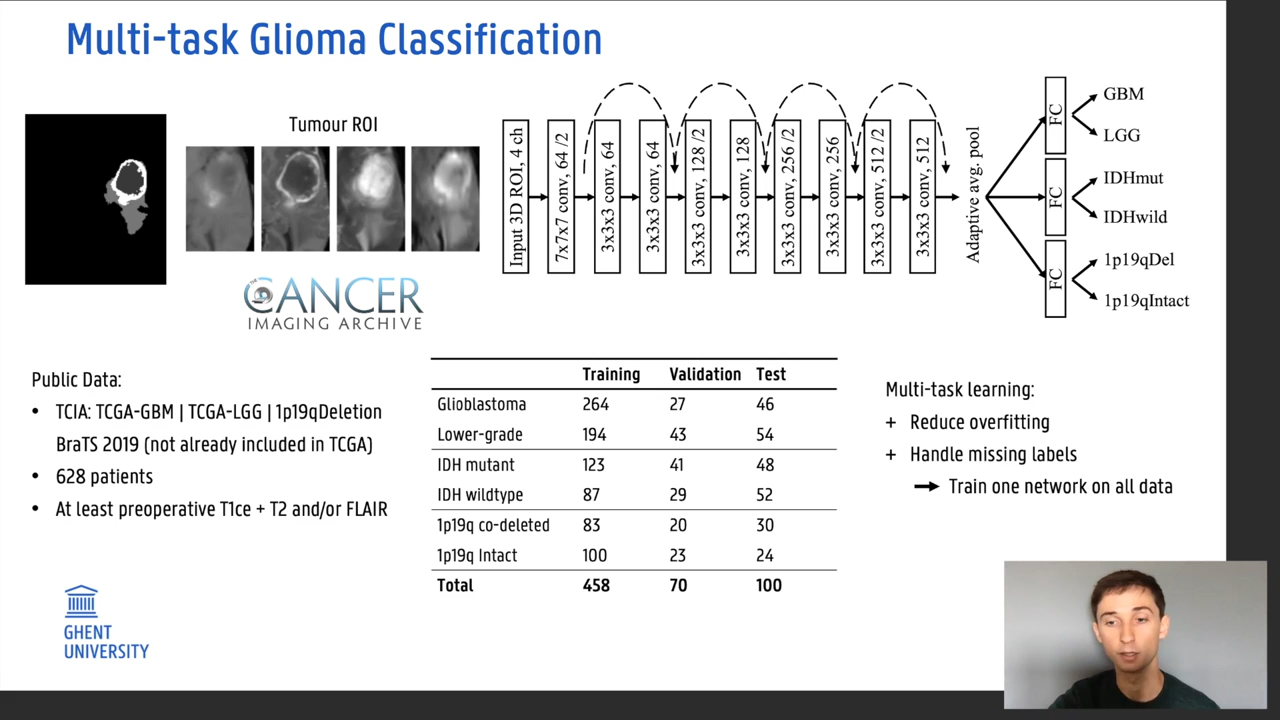 Multi-task Glioma Classification
Tumour ROI
CANCER
IMAGING ARCHIVE
Input 3D ROI, 4 ch
7x7x7 conv, 64 /2
3x3x3 conv, 64
3x3x3 conv, 64
3x3x3 conv, 128 /2
3x3x3 conv, 128
3x3x3 conv, 256 /2
3x3x3 conv, 256
3x3x3 conv, 512 /2
3x3x3 conv, 512
Adaptive avg. pool
FC
GBM
LGG
FC
IDHmut
IDHwild
FC
1p19qDel
1p19qIntact
Public Data:
• TCIA: TCGA-GBM | TCGA-LGG | 1p19qDeletion
BraTS 2019 (not already included in TCGA)
• 628 patients
• At least preoperative T1ce + T2 and/or FLAIR
Training Validation Test
Glioblastoma 264 27 46
Lower-grade 194 43 54
IDH mutant 123 41 48
IDH wildtype 87 29 52
1p19q co-deleted 83 20 30
1p19q Intact 100 23 24
Total 458 70 100
Multi-task learning:
+ Reduce overfitting
+ Handle missing labels
→ Train one network on all data
GHENT
UNIVERSITY